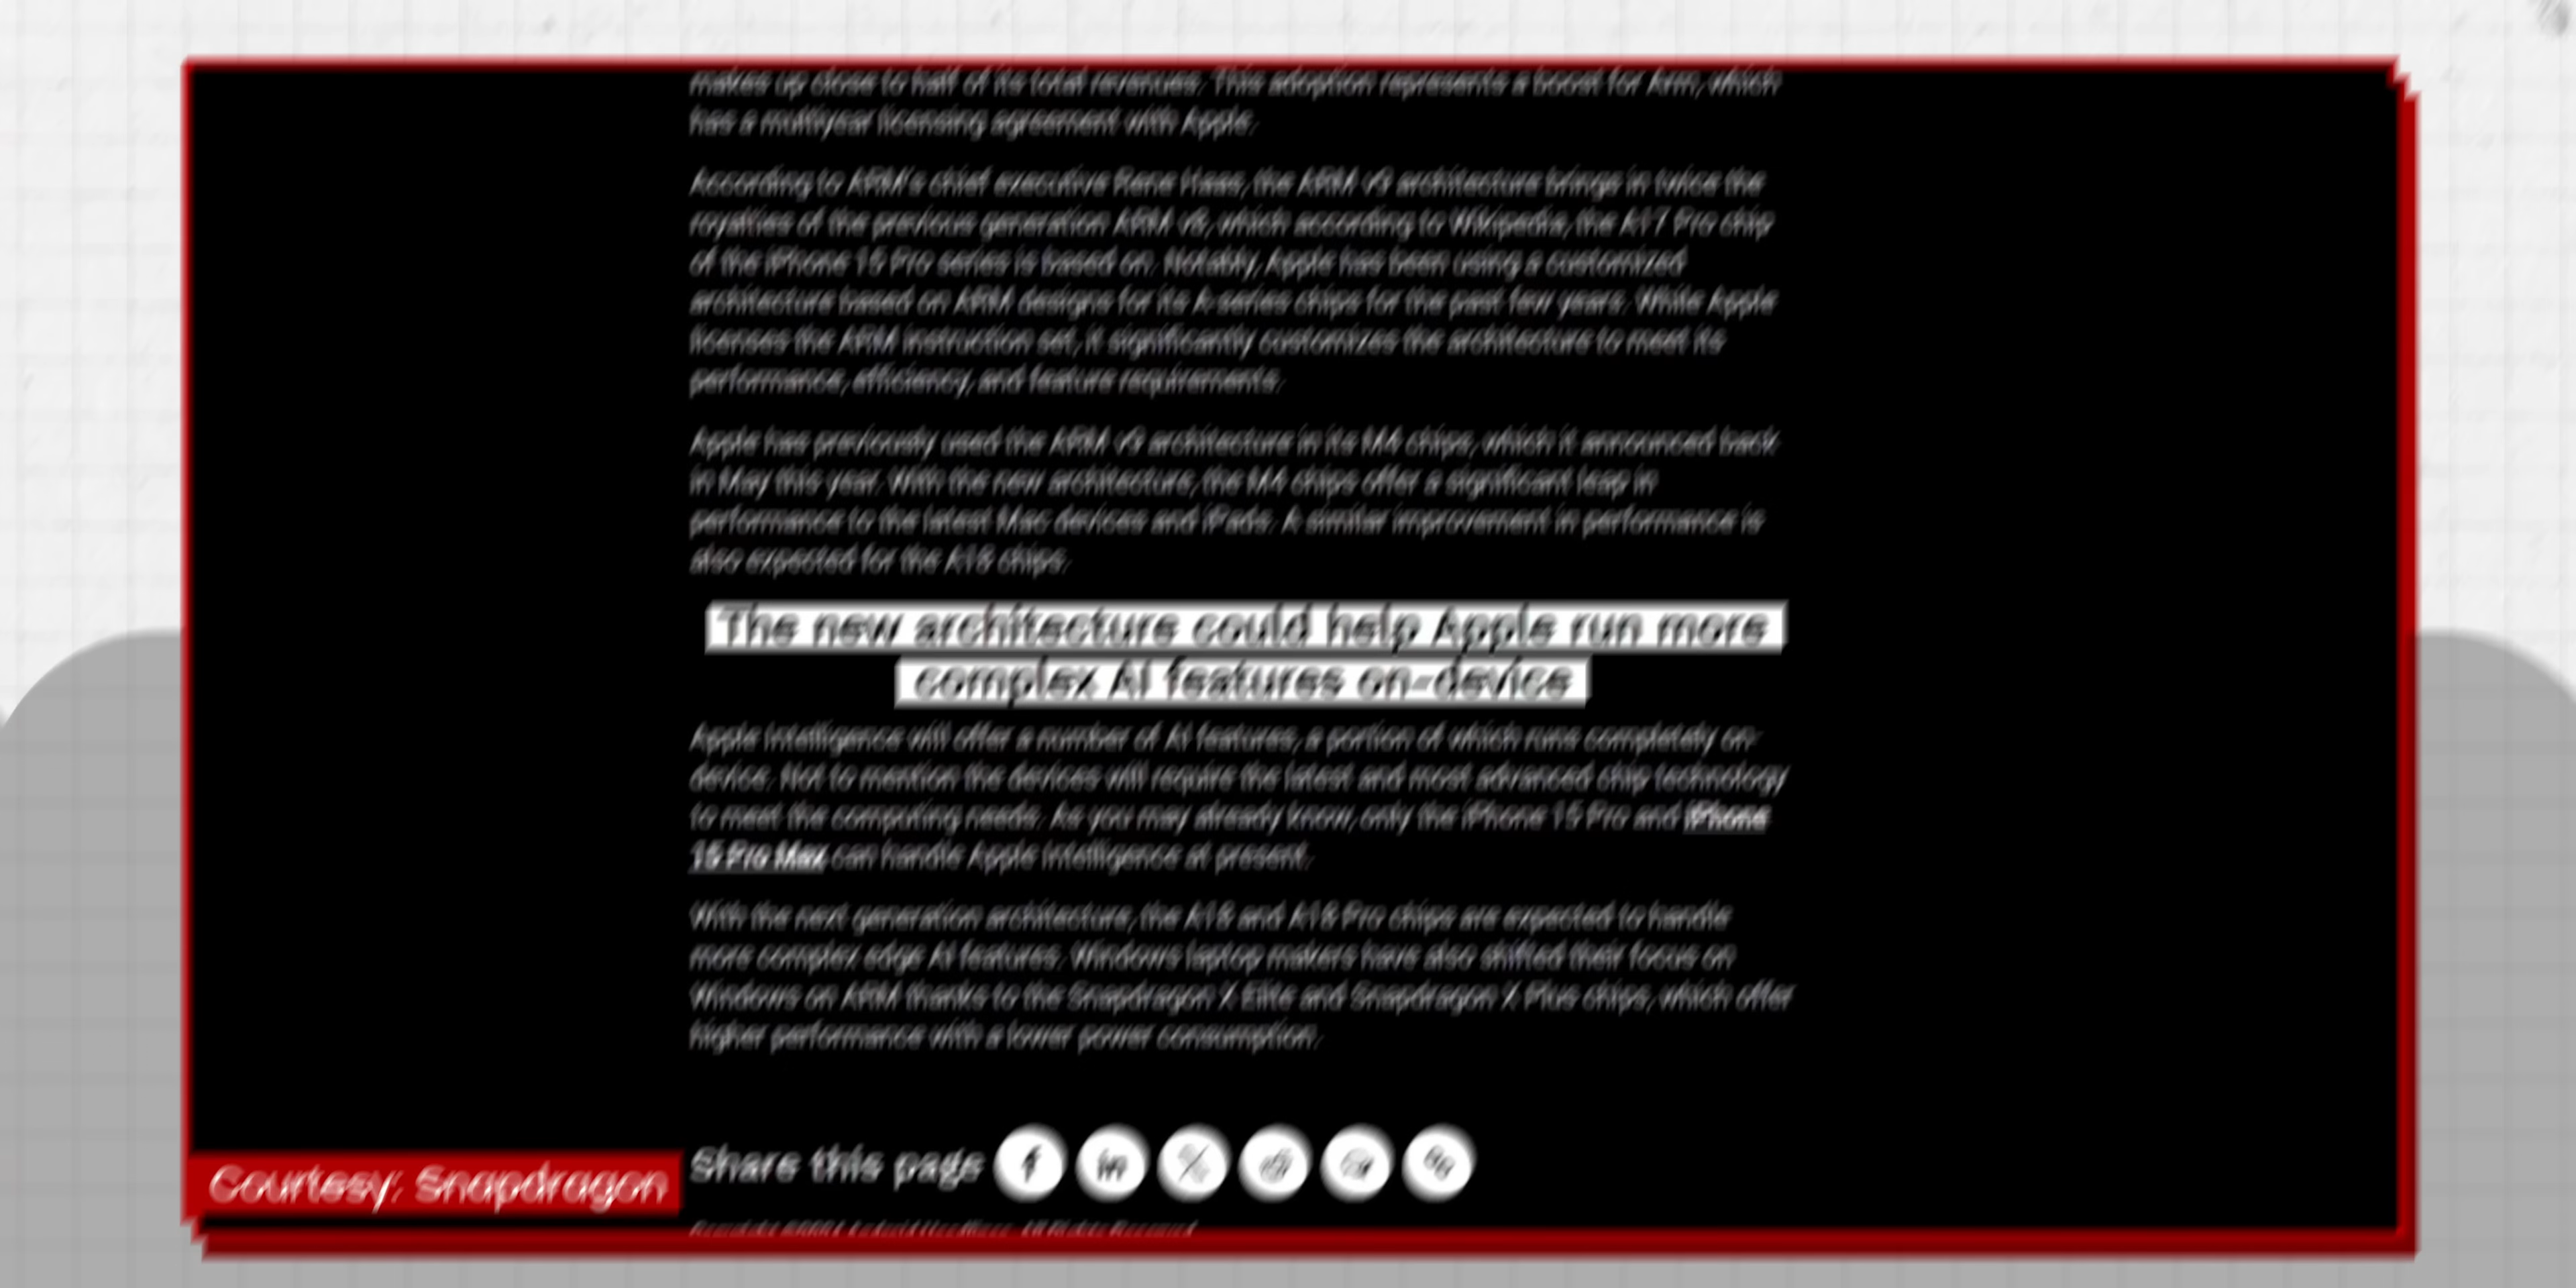 makes up close to half of its total revenues. This adoption represents a boost for Arm, which
has a multiyear licensing agreement with Apple.
According to ARM's chief executive Rene Haas, the ARM v9 architecture brings in twice the
royalties of the previous generation ARM v8, which according to Wikipedia, the A17 Pro chip
of the iPhone 15 Pro series is based on. Notably, Apple has been using a customized
architecture based on ARM designs for its A-series chips for the past few years. While Apple
licenses the ARM instruction set, it significantly customizes the architecture to meet its
performance, efficiency, and feature requirements.
Apple has previously used the ARM v9 architecture in its M4 chips, which it announced back
in May this year. With the new architecture, the M4 chips offer a significant leap in
performance to the latest Mac devices and iPads. A similar improvement in performance is
also expected for the A18 chips.
The new architecture could help Apple run more
complex AI features on-device
Apple Intelligence will offer a number of AI features, a portion of which runs completely on-
device. Not to mention the devices will require the latest and most advanced chip technology
to meet the computing needs. As you may already know, only the iPhone 15 Pro and iPhone
15 Pro Max can handle Apple Intelligence at present.
With the next generation architecture, the A18 and A18 Pro chips are expected to handle
more complex edge AI features. Windows laptop makers have also shifted their focus on
Windows on ARM thanks to the Snapdragon X Elite and Snapdragon X Plus chips, which offer
higher performance with a lower power consumption.
Share this page
Courtesy: Snapdragon
Copyright ©2024 Android Headlines. All Rights Reserved.